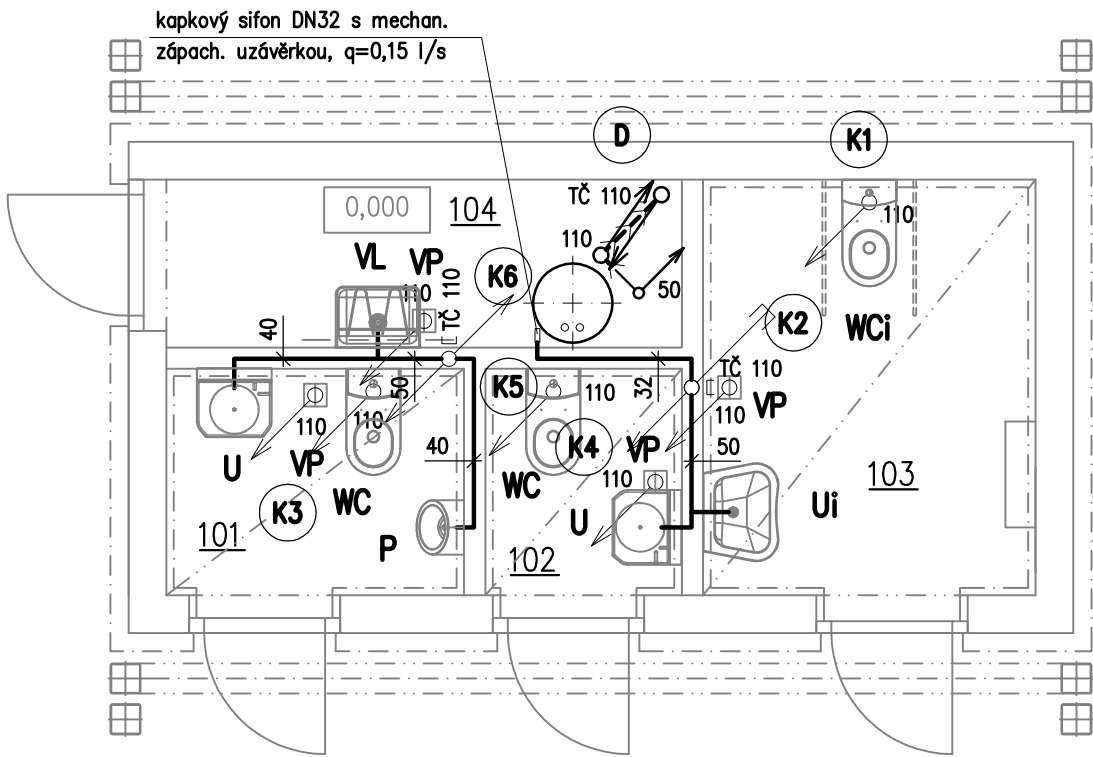 kapkový sifon DN32 s mechan.
zápach. uzávěrkou, q=0,15 l/s
D
K1
TČ 110
0,000
104
110
110
VL
VP
K6
110
TČ 110
50
K2
WCi
40
50
K5
110
32
TČ 110
110
110
110
VP
U
VP
WC
40
K4
VP
50
110
WC
103
K3
U
Ui
101
P
102